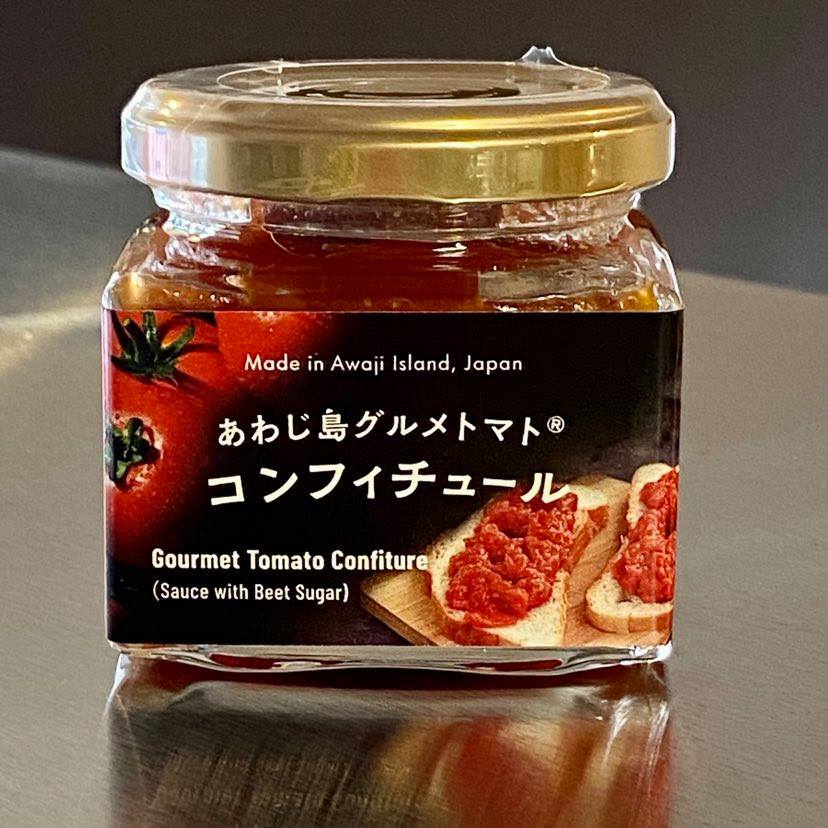 Made in Awaji Island, Japan
あわじ島グルメトマト®
コンフィチュール
Gourmet Tomato Confiture
(Sauce with Beet Sugar)